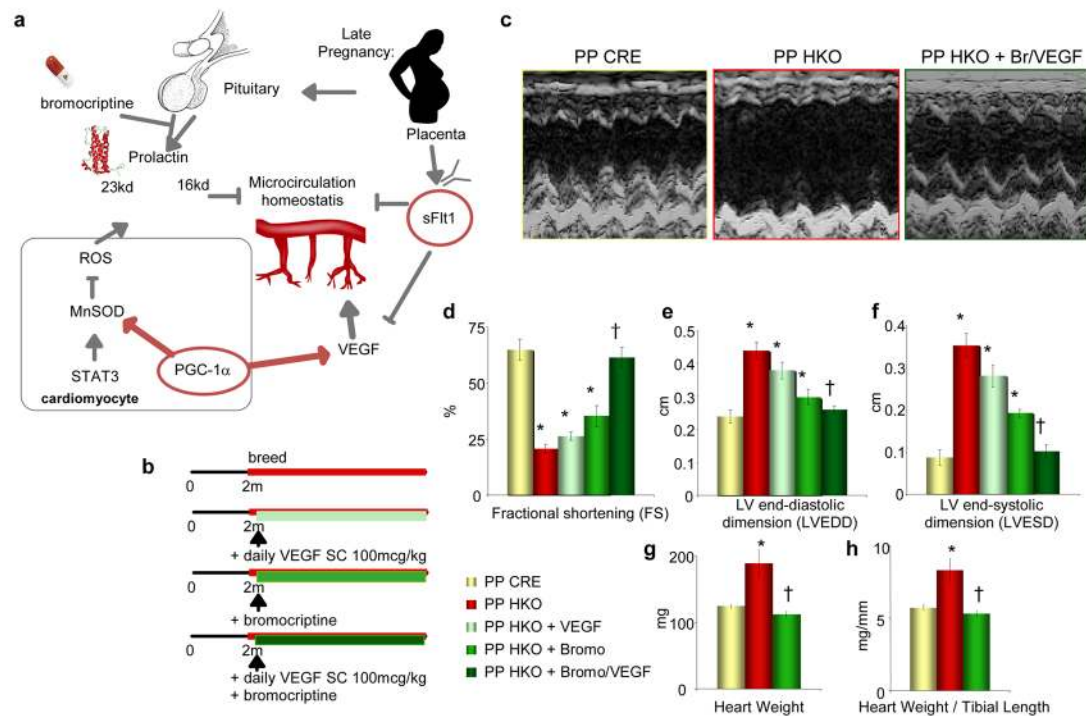 a
Late
Pregnancy:
Pituitary
bromocriptine
Placenta
Prolactin
23kd
16kd
Microcirculation
homeostatis
sFlt1
ROS
MnSOD
VEGF
PGC-1α
STAT3
cardiomyocyte
b
breed
0
2m
0
2m
+ daily VEGF SC 100mcg/kg
0
2m
+ bromocriptine
0
2m
+ daily VEGF SC 100mcg/kg
+ bromocriptine
PP CRE
PP HKO
PP HKO + VEGF
PP HKO + Bromo
PP HKO + Bromo/VEGF
c
PP CRE
PP HKO
PP HKO + Br/VEGF
d
75
50
25
0
%
* * * †
Fractional shortening (FS)
e
0.5
0.4
0.3
0.2
0.1
0
cm
* * * †
LV end-diastolic
dimension (LVEDD)
f
0.4
0.3
0.2
0.1
0
cm
* * * †
LV end-systolic
dimension (LVESD)
g
200
100
0
mg
* †
Heart Weight
h
10
5
0
mg/mm
* †
Heart Weight / Tibial Length